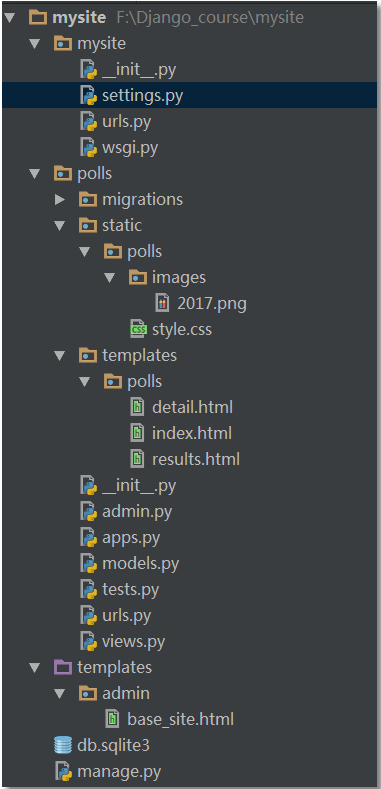 mysite F:\Django_course\mysite
mysite
__init__.py
settings.py
urls.py
wsgi.py
polls
migrations
static
polls
images
2017.png
style.css
templates
polls
detail.html
index.html
results.html
__init__.py
admin.py
apps.py
models.py
tests.py
urls.py
views.py
templates
admin
base_site.html
db.sqlite3
manage.py